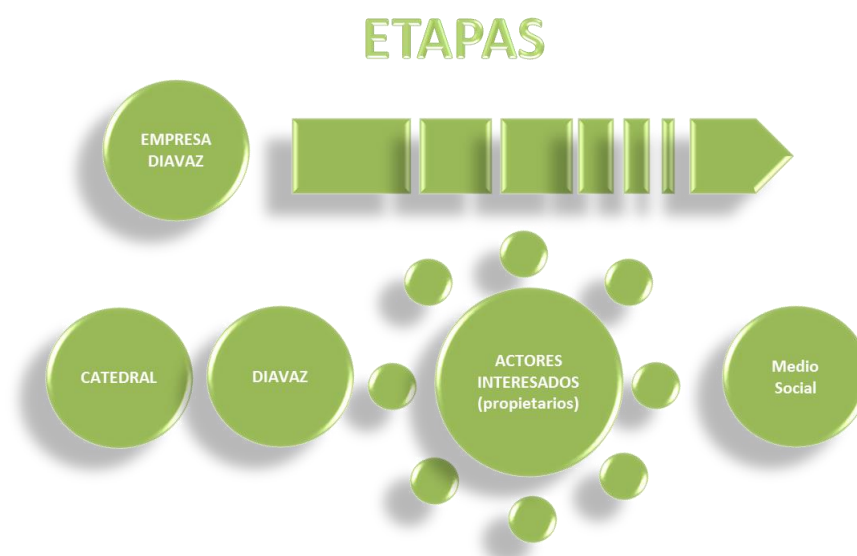 ETAPAS
EMPRESA
DIAVAZ
CATEDRAL
DIAVAZ
ACTORES
INTERESADOS
(propietarios)
Medio
Social